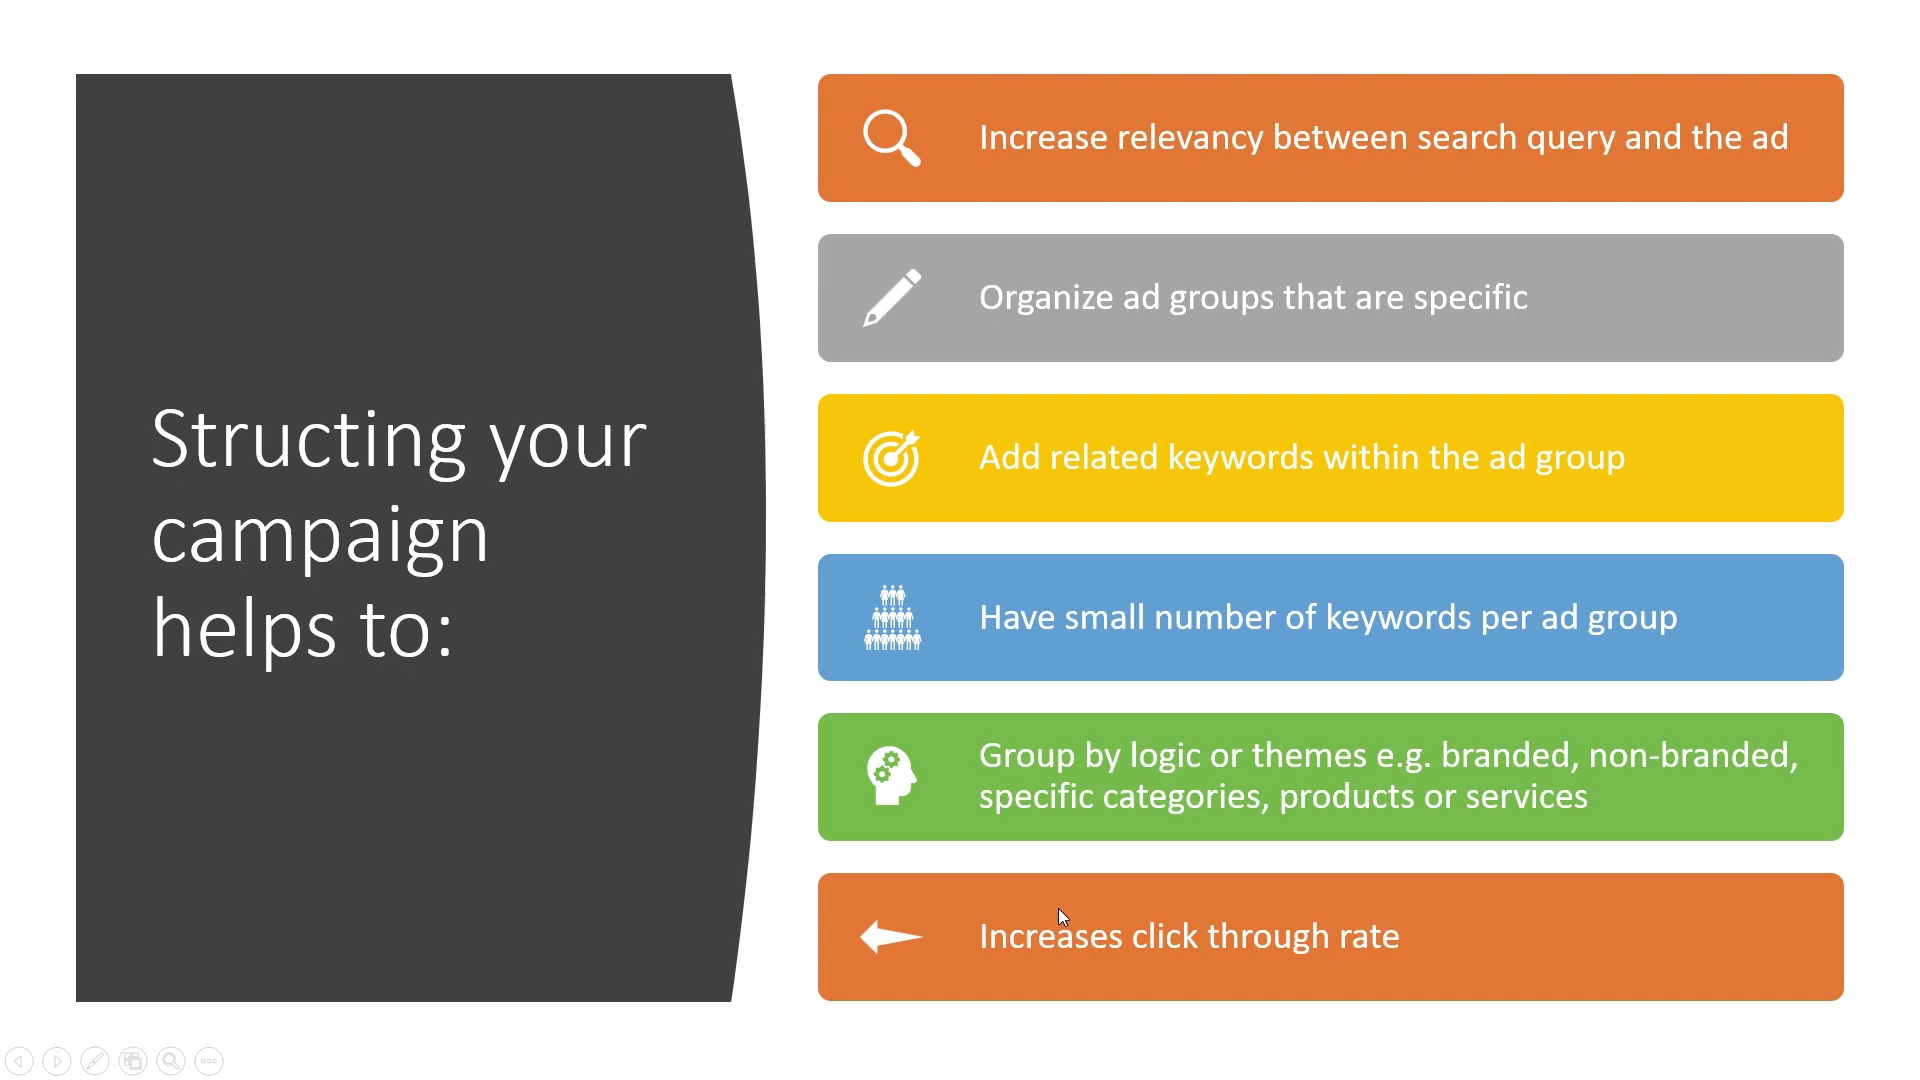 Structing your
campaign
helps to:
Increase relevancy between search query and the ad
Organize ad groups that are specific
Add related keywords within the ad group
Have small number of keywords per ad group
Group by logic or themes e.g. branded, non-branded,
specific categories, products or services
Increases click through rate